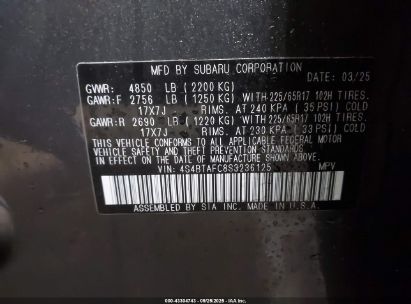 MFD BY SUBARU CORPORATION
DATE: 03/25
GVWR: 4850 LB (2200 KG)
GAWR:F 2756 LB (1250 KG) WITH 225/65R17 102H TIRES.
17X7J RIMS. AT 240 KPA (35 PSI) COLD
GAWR:R 2690 LB (1220 KG) WITH 225/65R17 102H TIRES.
17X7J RIMS. AT 230 KPA (33 PSI) COLD
THIS VEHICLE CONFORMS TO ALL APPLICABLE
FEDERAL MOTOR VEHICLE SAFETY STANDARDS IN EFFECT ON THE DATE OF
MANUFACTURE SHOWN ABOVE.
VIN: 4S4BTAFC8S3236125 MPV
ASSEMBLED BY SIA INC. MADE IN U.S.A.